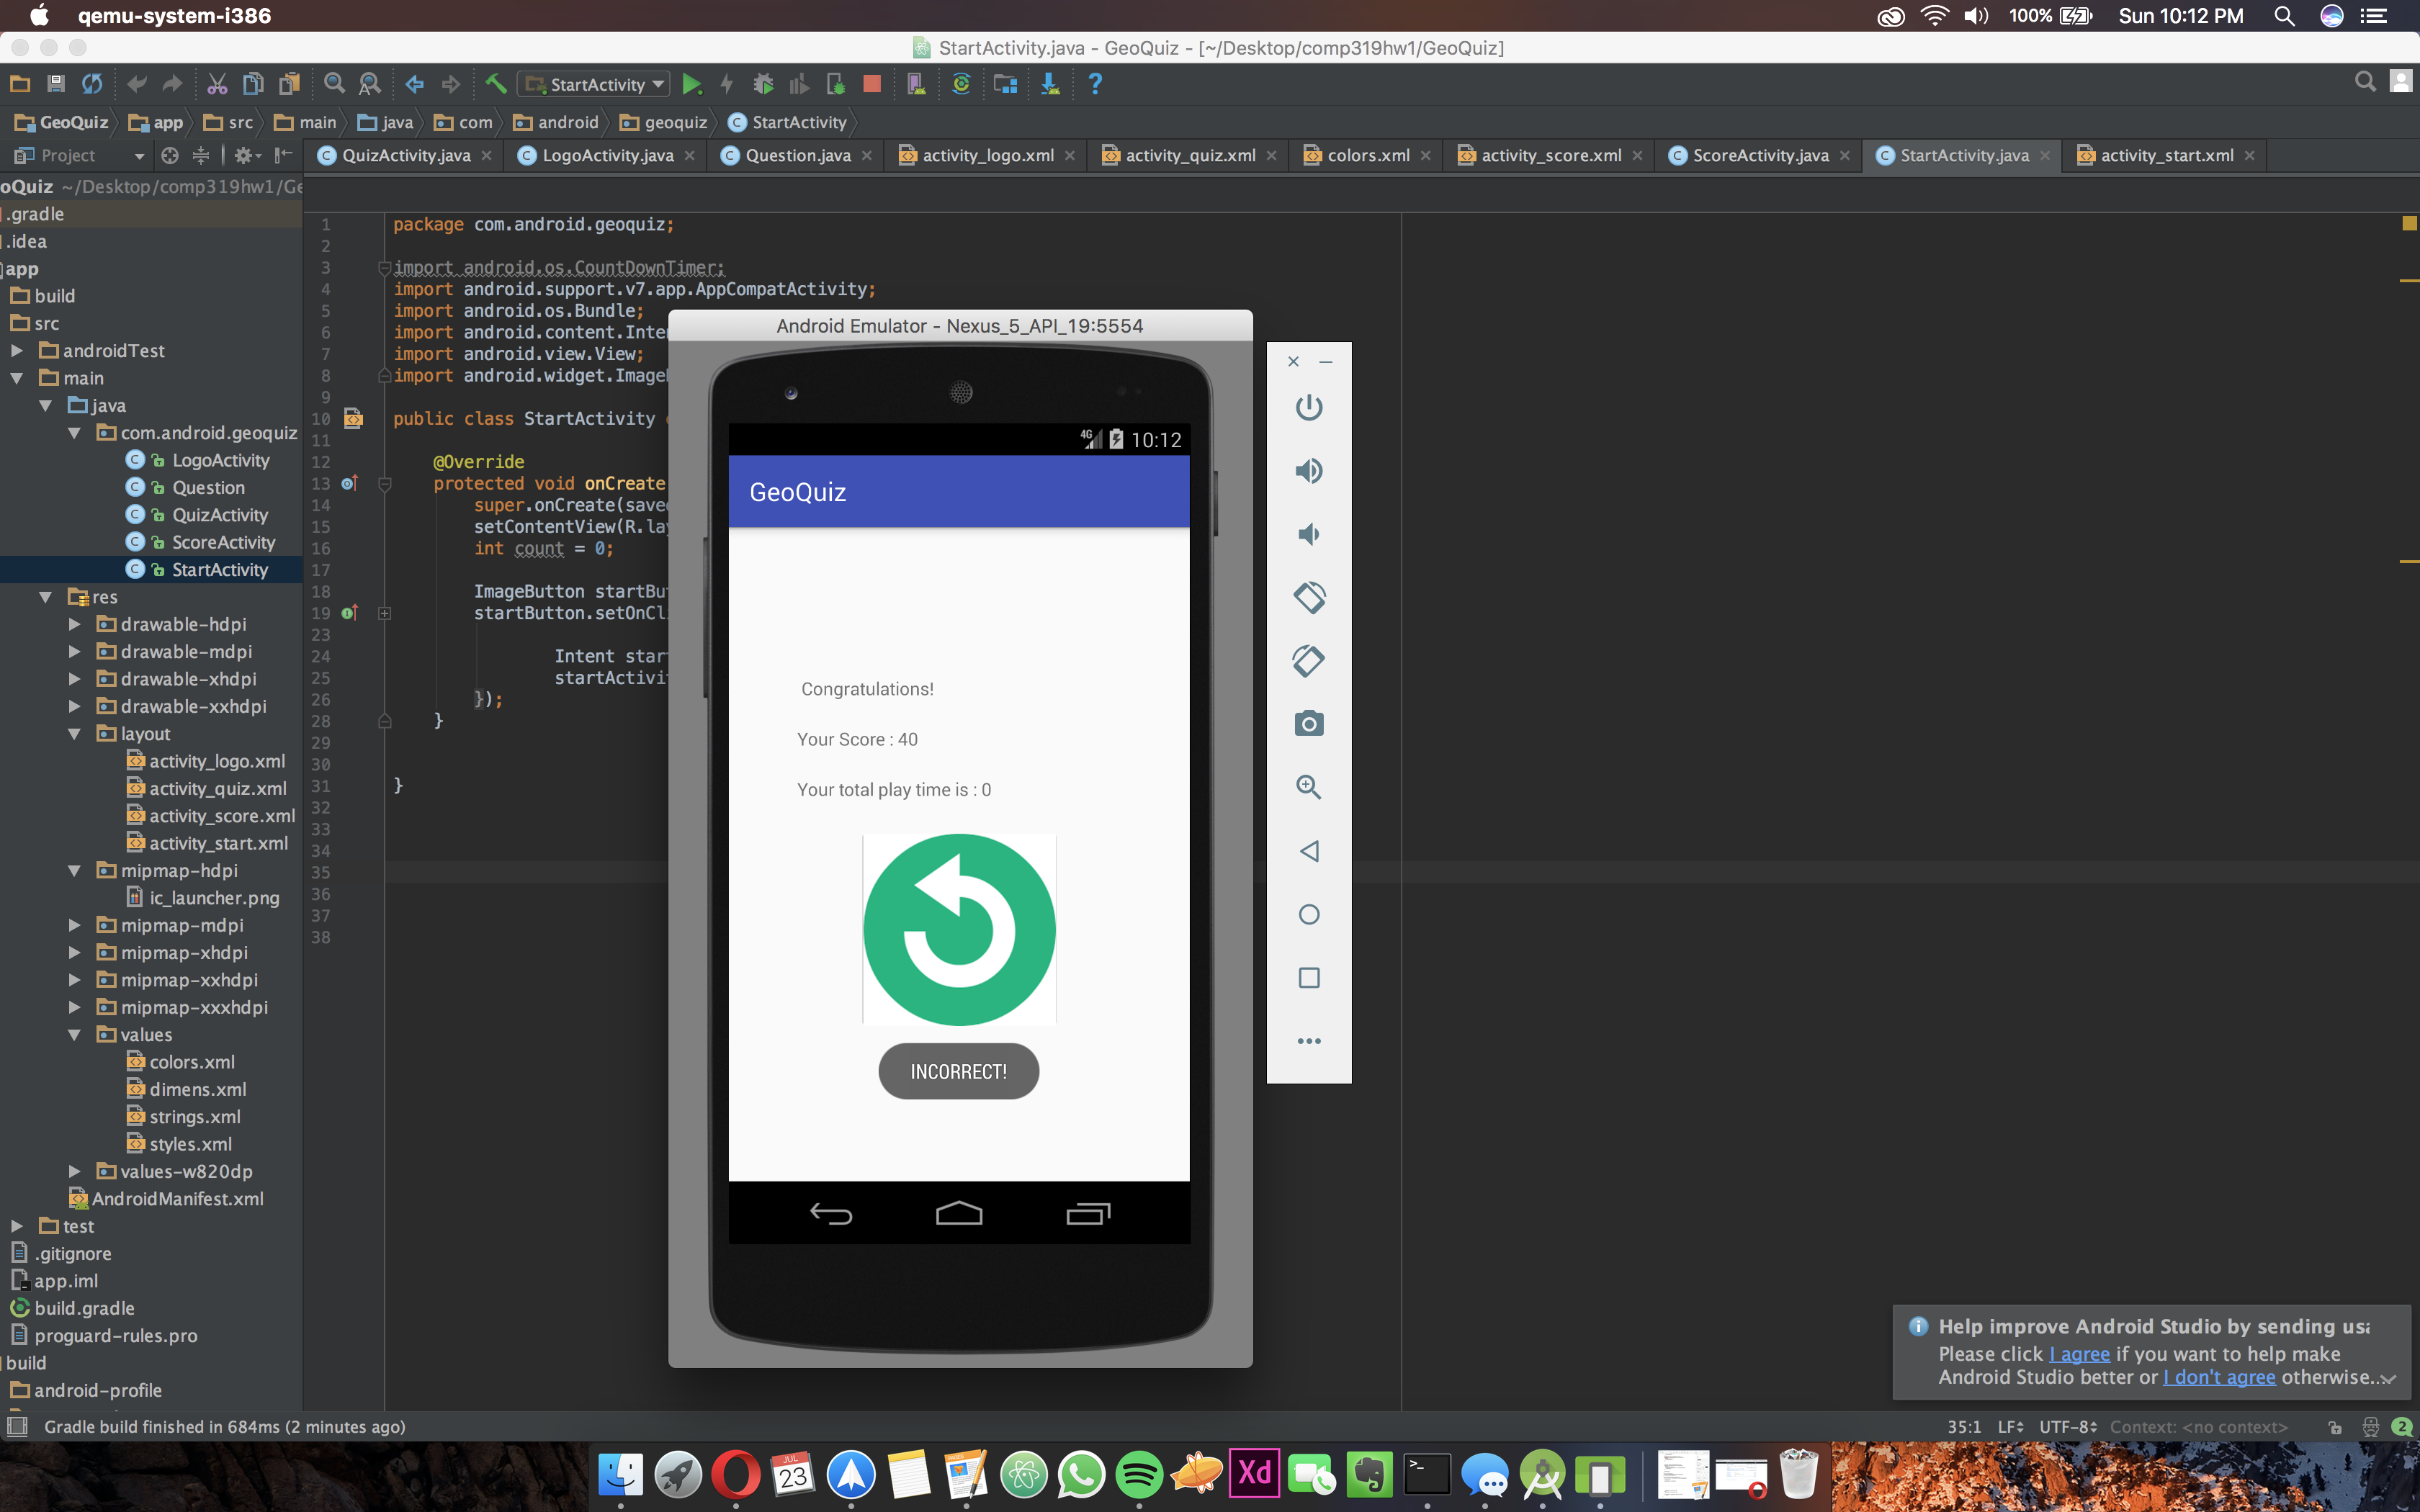 qemu-system-i386
100%
Sun 10:12 PM
StartActivity.java - GeoQuiz - [~/Desktop/comp319hw1/GeoQuiz]
StartActivity
GeoQuiz app src main java com android geoquiz StartActivity
Project
QuizActivity.java LogoActivity.java Question.java activity_logo.xml activity_quiz.xml colors.xml activity_score.xml ScoreActivity.java StartActivity.java activity_start.xml
oQuiz ~/Desktop/comp319hw1/Ge
.gradle
.idea
app
build
src
androidTest
main
java
com.android.geoquiz
LogoActivity
Question
QuizActivity
ScoreActivity
StartActivity
res
drawable-hdpi
drawable-mdpi
drawable-xhdpi
drawable-xxhdpi
layout
activity_logo.xml
activity_quiz.xml
activity_score.xml
activity_start.xml
mipmap-hdpi
ic_launcher.png
mipmap-mdpi
mipmap-xhdpi
mipmap-xxhdpi
mipmap-xxxhdpi
values
colors.xml
dimens.xml
strings.xml
styles.xml
values-w820dp
AndroidManifest.xml
test
.gitignore
app.iml
build.gradle
proguard-rules.pro
build
android-profile
1 package com.android.geoquiz;
2
3 import android.os.CountDownTimer;
4 import android.support.v7.app.AppCompatActivity;
5 import android.os.Bundle;
6 import android.content.Inte
7 import android.view.View;
8 import android.widget.Image
9
10 public class StartActivity
11
12 @Override
13 protected void onCreate
14 super.onCreate(save
15 setContentView(R.la
16 int count = 0;
17
18 ImageButton startBu
19 startButton.setOnCl
23
24 Intent star
25 startActivi
26 });
28 }
29
30
31 }
32
33
34
35
36
37
38
Android Emulator - Nexus_5_API_19:5554
4G 10:12
GeoQuiz
Congratulations!
Your Score : 40
Your total play time is : 0
INCORRECT!
Help improve Android Studio by sending usa
Please click I agree if you want to help make
Android Studio better or I don't agree otherwise...
Gradle build finished in 684ms (2 minutes ago)
35:1 LF UTF-8 Context: <no context>
2
JUL
23
Xd